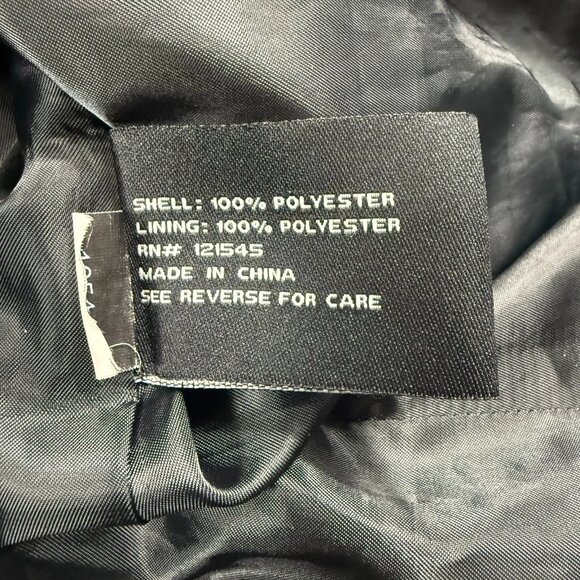 SHELL: 100% POLYESTER
LINING: 100% POLYESTER
RN# 121545
MADE IN CHINA
SEE REVERSE FOR CARE